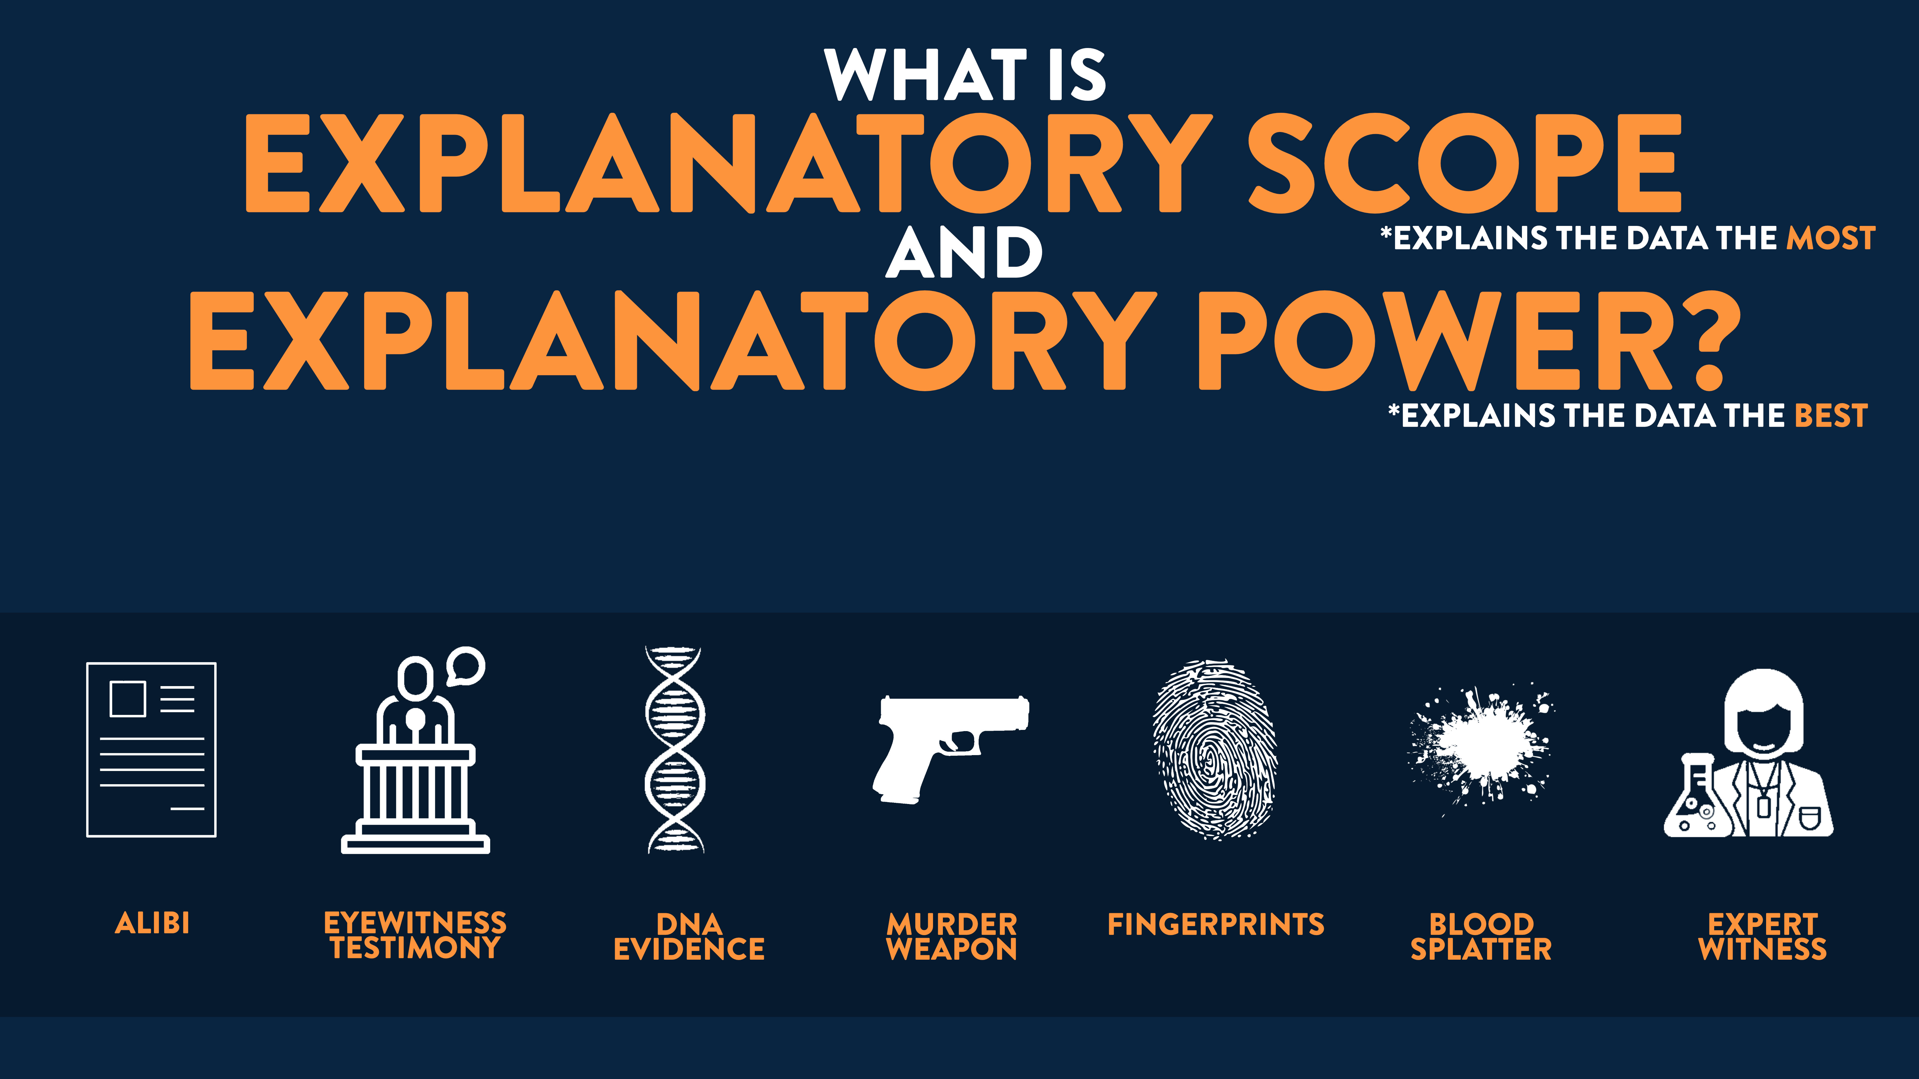 WHAT IS
EXPLANATORY SCOPE
*EXPLAINS THE DATA THE MOST
AND
EXPLANATORY POWER?
*EXPLAINS THE DATA THE BEST
ALIBI
EYEWITNESS
TESTIMONY
DNA
EVIDENCE
MURDER
WEAPON
FINGERPRINTS
BLOOD
SPLATTER
EXPERT
WITNESS